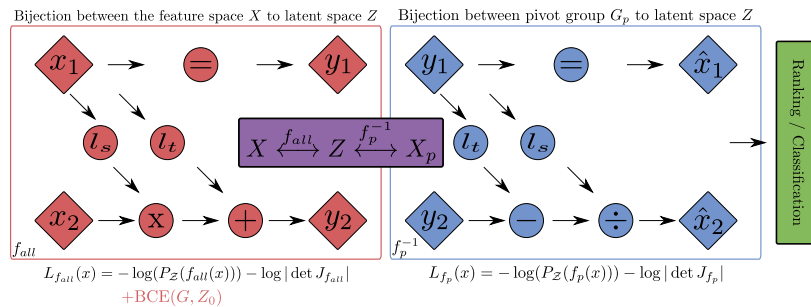 Bijection between the feature space X to latent space Z
Bijection between pivot group G_p to latent space Z
x_1 = y_1
y_1 = x̂_1
l_s l_t
X ⟷ Z ⟷ X_p
f_all f_p^{-1}
l_t l_s
x_2 x + y_2
y_2 − ÷ x̂_2
f_all
f_p^{-1}
Ranking / Classification
L_{f_all}(x) = −log(P_Z(f_all(x))) − log | det J_{f_all}|
+BCE(G, Z_0)
L_{f_p}(x) = −log(P_Z(f_p(x))) − log | det J_{f_p}|